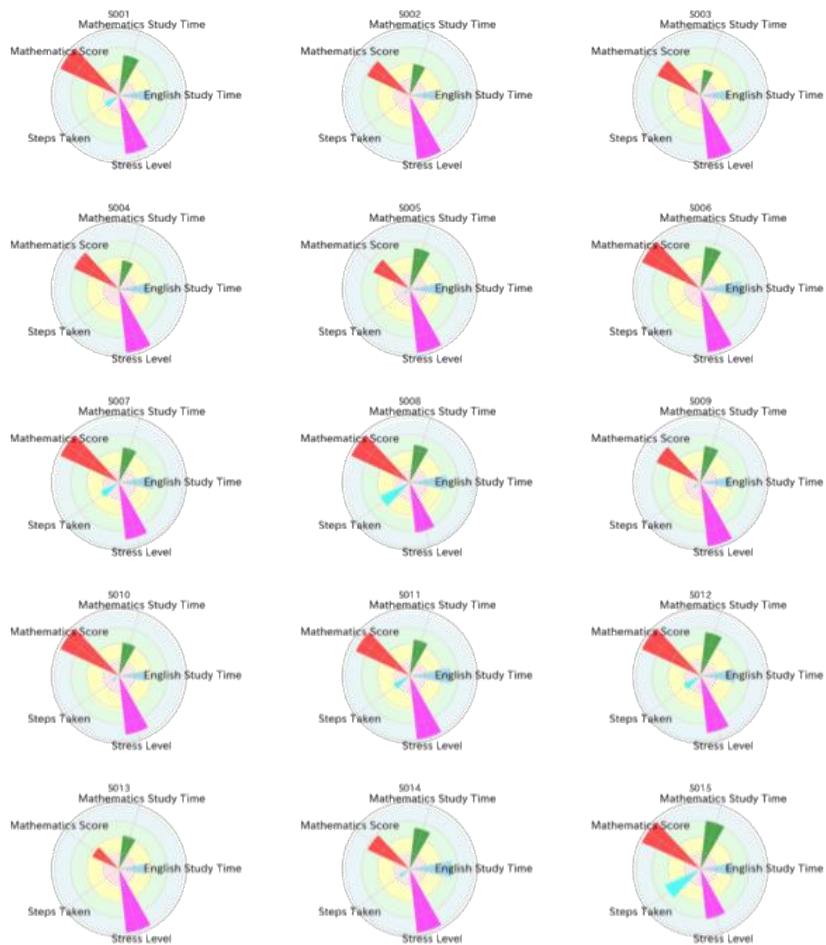 S001
Mathematics Study Time
Mathematics Score
English Study Time
Steps Taken
Stress Level
S002
Mathematics Study Time
Mathematics Score
English Study Time
Steps Taken
Stress Level
S003
Mathematics Study Time
Mathematics Score
English Study Time
Steps Taken
Stress Level
S004
Mathematics Study Time
Mathematics Score
English Study Time
Steps Taken
Stress Level
S005
Mathematics Study Time
Mathematics Score
English Study Time
Steps Taken
Stress Level
S006
Mathematics Study Time
Mathematics Score
English Study Time
Steps Taken
Stress Level
S007
Mathematics Study Time
Mathematics Score
English Study Time
Steps Taken
Stress Level
S008
Mathematics Study Time
Mathematics Score
English Study Time
Steps Taken
Stress Level
S009
Mathematics Study Time
Mathematics Score
English Study Time
Steps Taken
Stress Level
S010
Mathematics Study Time
Mathematics Score
English Study Time
Steps Taken
Stress Level
S011
Mathematics Study Time
Mathematics Score
English Study Time
Steps Taken
Stress Level
S012
Mathematics Study Time
Mathematics Score
English Study Time
Steps Taken
Stress Level
S013
Mathematics Study Time
Mathematics Score
English Study Time
Steps Taken
Stress Level
S014
Mathematics Study Time
Mathematics Score
English Study Time
Steps Taken
Stress Level
S015
Mathematics Study Time
Mathematics Score
English Study Time
Steps Taken
Stress Level